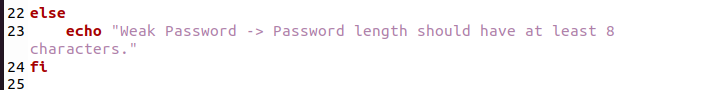 22 else
23     echo "Weak Password -> Password length should have at least 8
characters."
24 fi
25